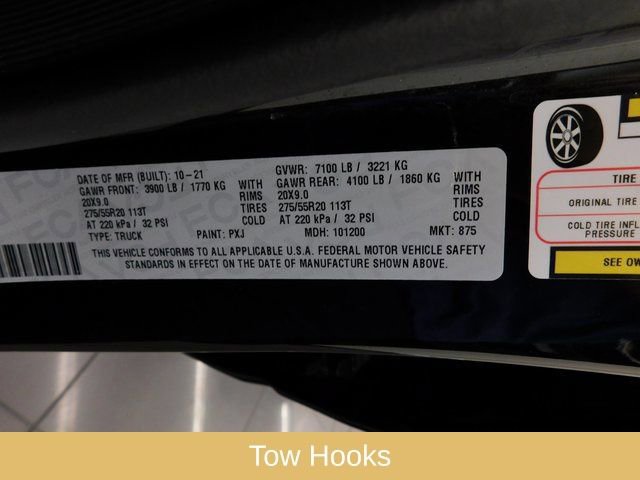 DATE OF MFR (BUILT): 10-21 GVWR: 7100 LB / 3221 KG
GAWR FRONT: 3900 LB / 1770 KG WITH GAWR REAR: 4100 LB / 1860 KG WITH
20X9.0 RIMS 20X9.0 RIMS
275/55R20 113T TIRES 275/55R20 113T TIRES
AT 220 kPa / 32 PSI COLD AT 220 kPa / 32 PSI COLD
TYPE: TRUCK PAINT: PXJ MDH: 101200 MKT: 875
THIS VEHICLE CONFORMS TO ALL APPLICABLE U.S.A. FEDERAL MOTOR VEHICLE SAFETY
STANDARDS IN EFFECT ON THE DATE OF MANUFACTURE SHOWN ABOVE.
TIRE
ORIGINAL TIRE
COLD TIRE INFL
PRESSURE
SEE OW
Tow Hooks